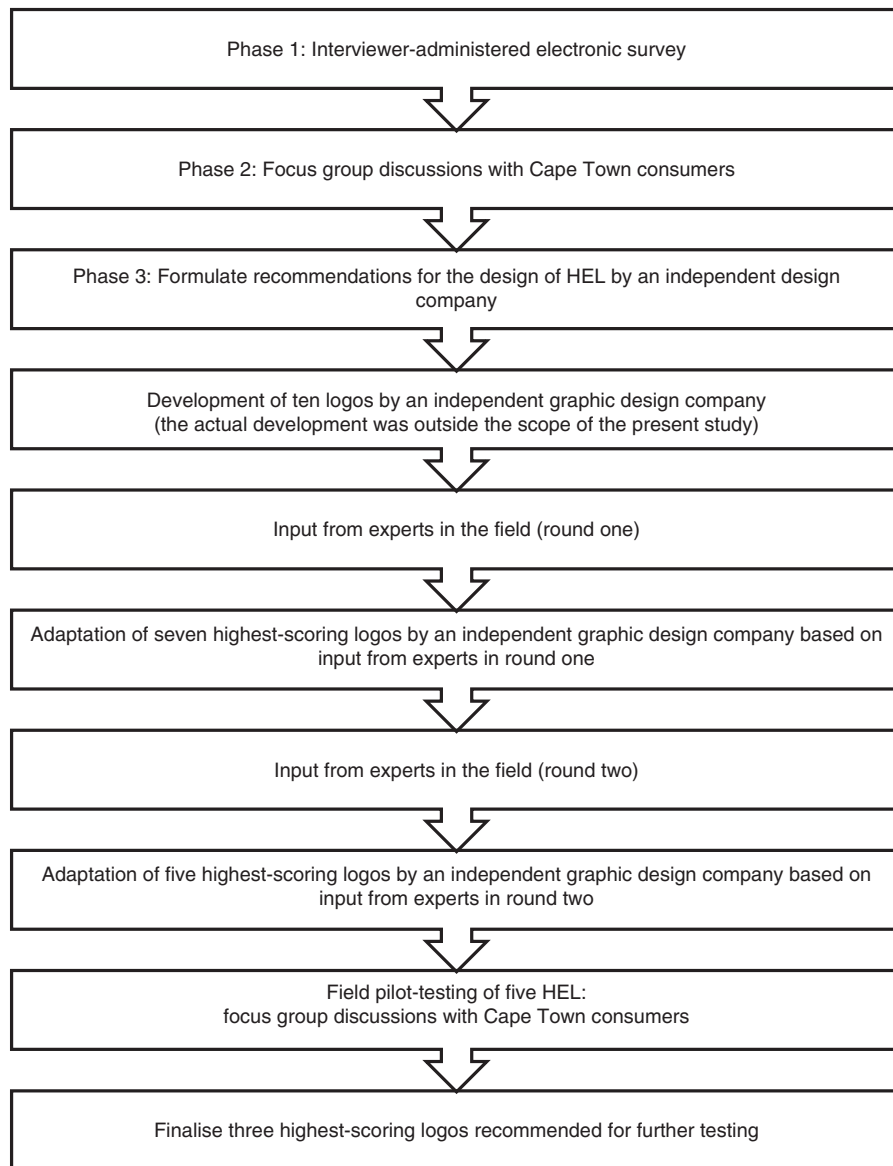 Phase 1: Interviewer-administered electronic survey
Phase 2: Focus group discussions with Cape Town consumers
Phase 3: Formulate recommendations for the design of HEL by an independent design
company
Development of ten logos by an independent graphic design company
(the actual development was outside the scope of the present study)
Input from experts in the field (round one)
Adaptation of seven highest-scoring logos by an independent graphic design company based on
input from experts in round one
Input from experts in the field (round two)
Adaptation of five highest-scoring logos by an independent graphic design company based on
input from experts in round two
Field pilot-testing of five HEL:
focus group discussions with Cape Town consumers
Finalise three highest-scoring logos recommended for further testing